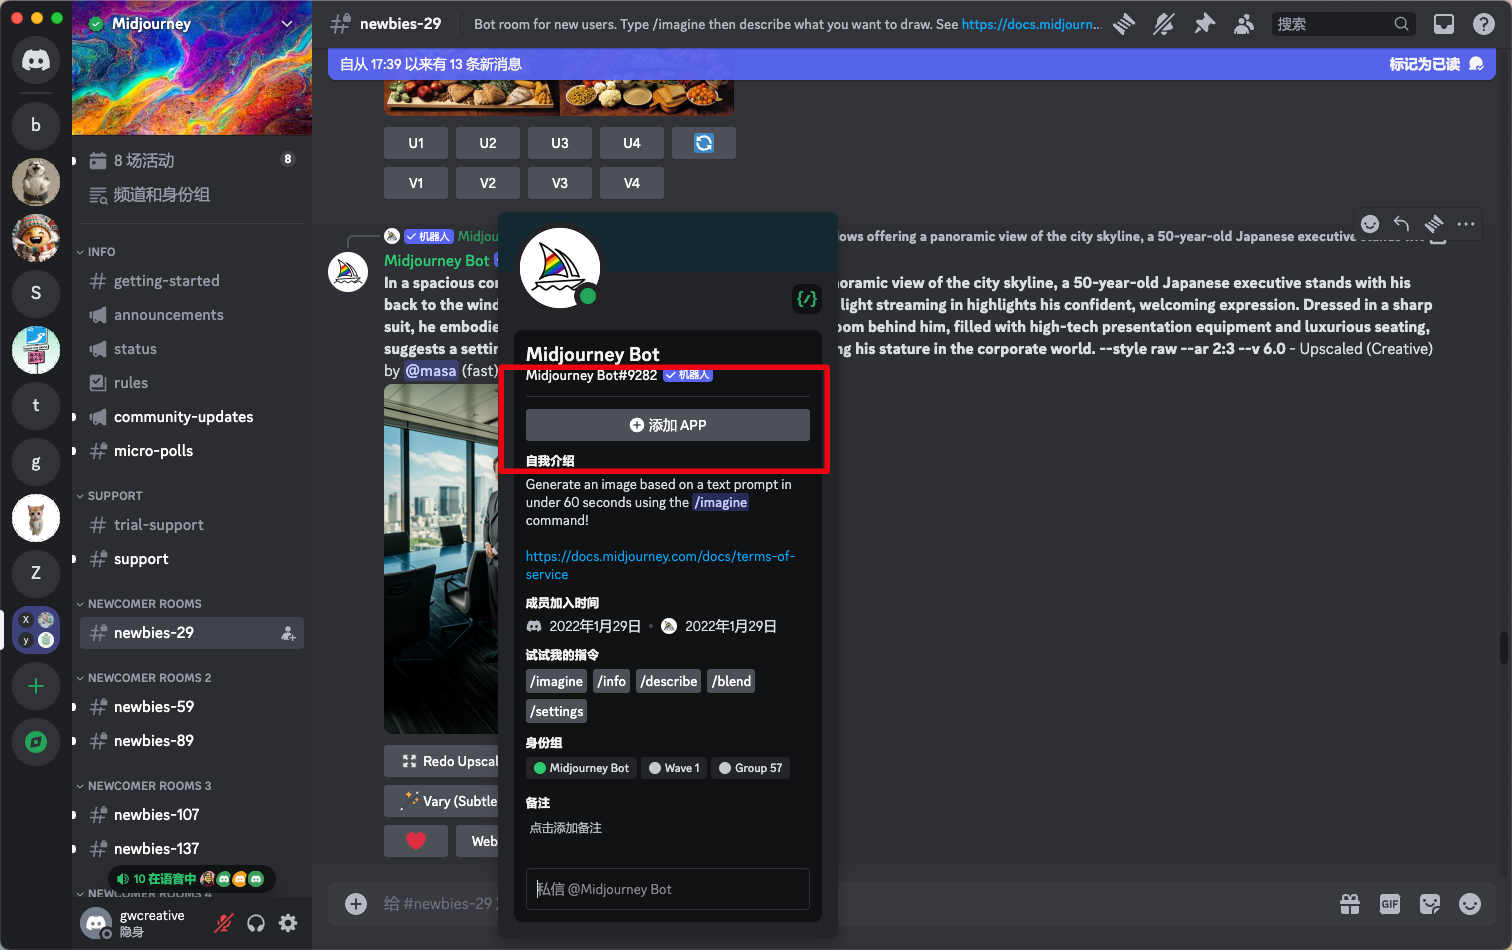 Midjourney
8 场活动
8
频道和身份组
INFO
getting-started
announcements
status
rules
community-updates
micro-polls
SUPPORT
trial-support
support
NEWCOMER ROOMS
newbies-29
NEWCOMER ROOMS 2
newbies-59
newbies-89
NEWCOMER ROOMS 3
newbies-107
newbies-137
10 在语音中
NEWCOMER ROOMS 4
gwcreative
隐身
b
S
t
g
Z
X
y
newbies-29
Bot room for new users. Type /imagine then describe what you want to draw. See https://docs.midjourn...
搜索
自从 17:39 以来有 13 条新消息
标记为已读
U1 U2 U3 U4
V1 V2 V3 V4
机器人 Midjou
ows offering a panoramic view of the city skyline, a 50-year-old Japanese executive
Midjourney Bot
In a spacious co
oramic view of the city skyline, a 50-year-old Japanese executive stands with his
back to the wind
light streaming in highlights his confident, welcoming expression. Dressed in a sharp
suit, he embodie
oom behind him, filled with high-tech presentation equipment and luxurious seating,
suggests a settin
ng his stature in the corporate world. --style raw --ar 2:3 --v 6.0 - Upscaled (Creative)
by @masa (fast)
Redo Upscal
Vary (Subtle
Web
Midjourney Bot
Midjourney Bot#9282 机器人
添加 APP
自我介绍
Generate an image based on a text prompt in
under 60 seconds using the /imagine
command!
https://docs.midjourney.com/docs/terms-of-
service
成员加入时间
2022年1月29日 • 2022年1月29日
试试我的指令
/imagine /info /describe /blend
/settings
身份组
Midjourney Bot Wave 1 Group 57
备注
点击添加备注
私信 @Midjourney Bot
给 #newbies-29
GIF